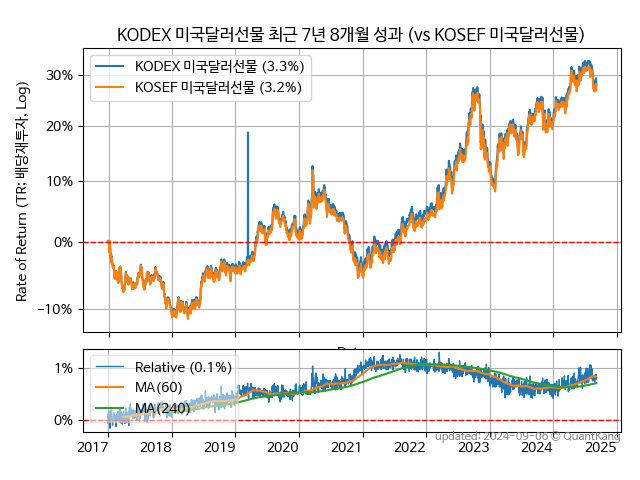 KODEX 미국달러선물 최근 7년 8개월 성과 (vs KOSEF 미국달러선물)
Rate of Return (TR: 배당재투자, Log)
30%
20%
10%
0%
−10%
KODEX 미국달러선물 (3.3%)
KOSEF 미국달러선물 (3.2%)
1%
0%
Relative (0.1%)
MA(60)
MA(240)
2017 2018 2019 2020 2021 2022 2023 2024 2025
updated: 2024-09-06 © QuantKang